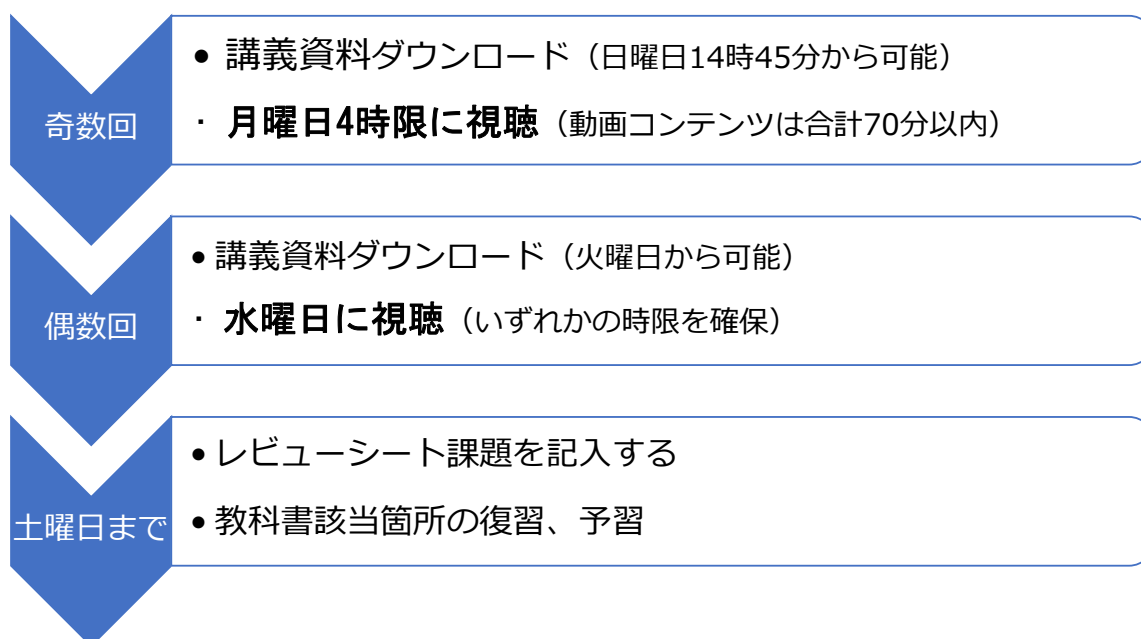 奇数回
• 講義資料ダウンロード（日曜日14時45分から可能）
・ 月曜日4時限に視聴（動画コンテンツは合計70分以内）
偶数回
• 講義資料ダウンロード（火曜日から可能）
・ 水曜日に視聴（いずれかの時限を確保）
土曜日まで
• レビューシート課題を記入する
• 教科書該当箇所の復習、予習